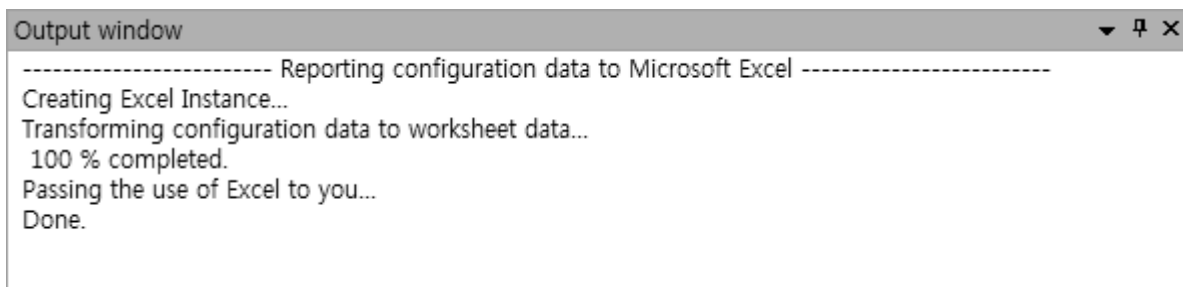 Output window
------------------------- Reporting configuration data to Microsoft Excel -------------------------
Creating Excel Instance...
Transforming configuration data to worksheet data...
100 % completed.
Passing the use of Excel to you...
Done.